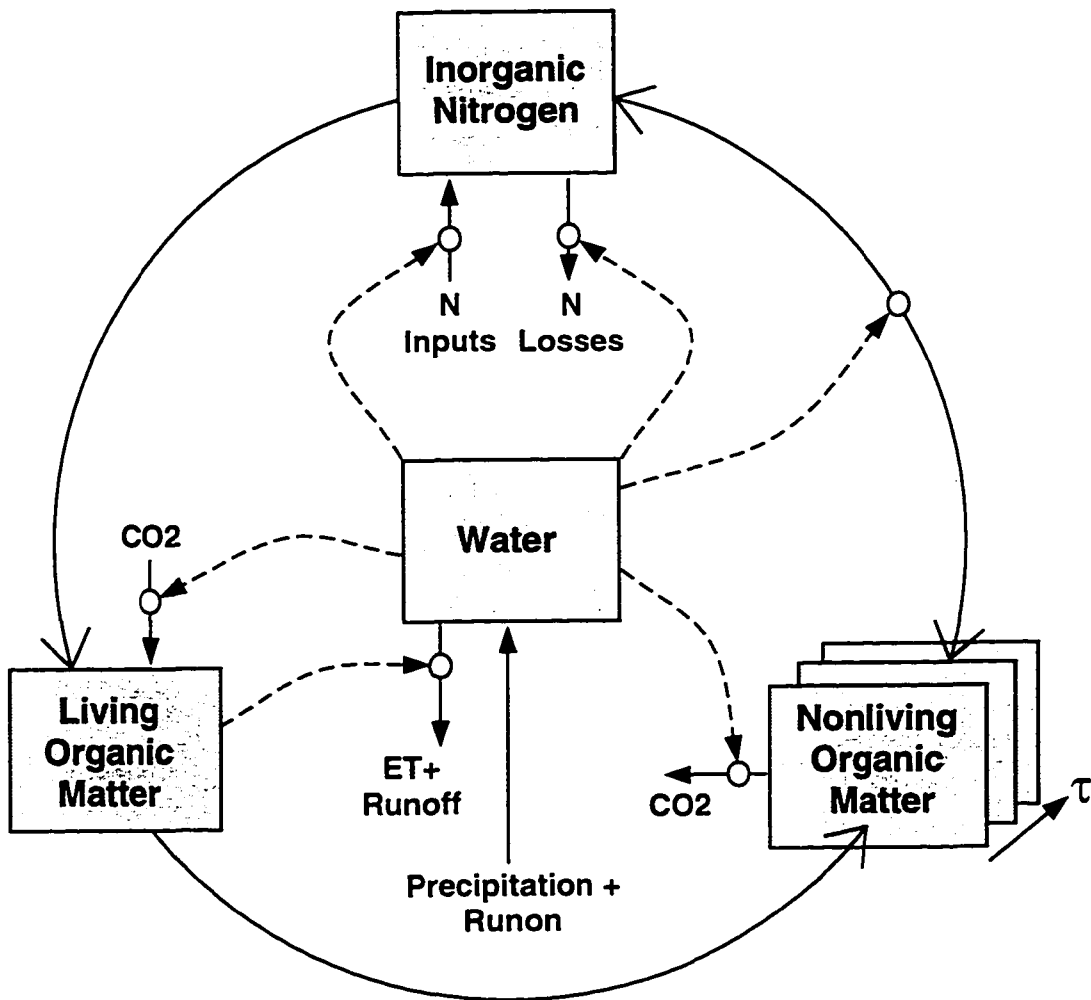 Inorganic
Nitrogen
N
Inputs
N
Losses
Water
CO2
Living
Organic
Matter
ET+
Runoff
CO2
Nonliving
Organic
Matter
τ
Precipitation +
Runon